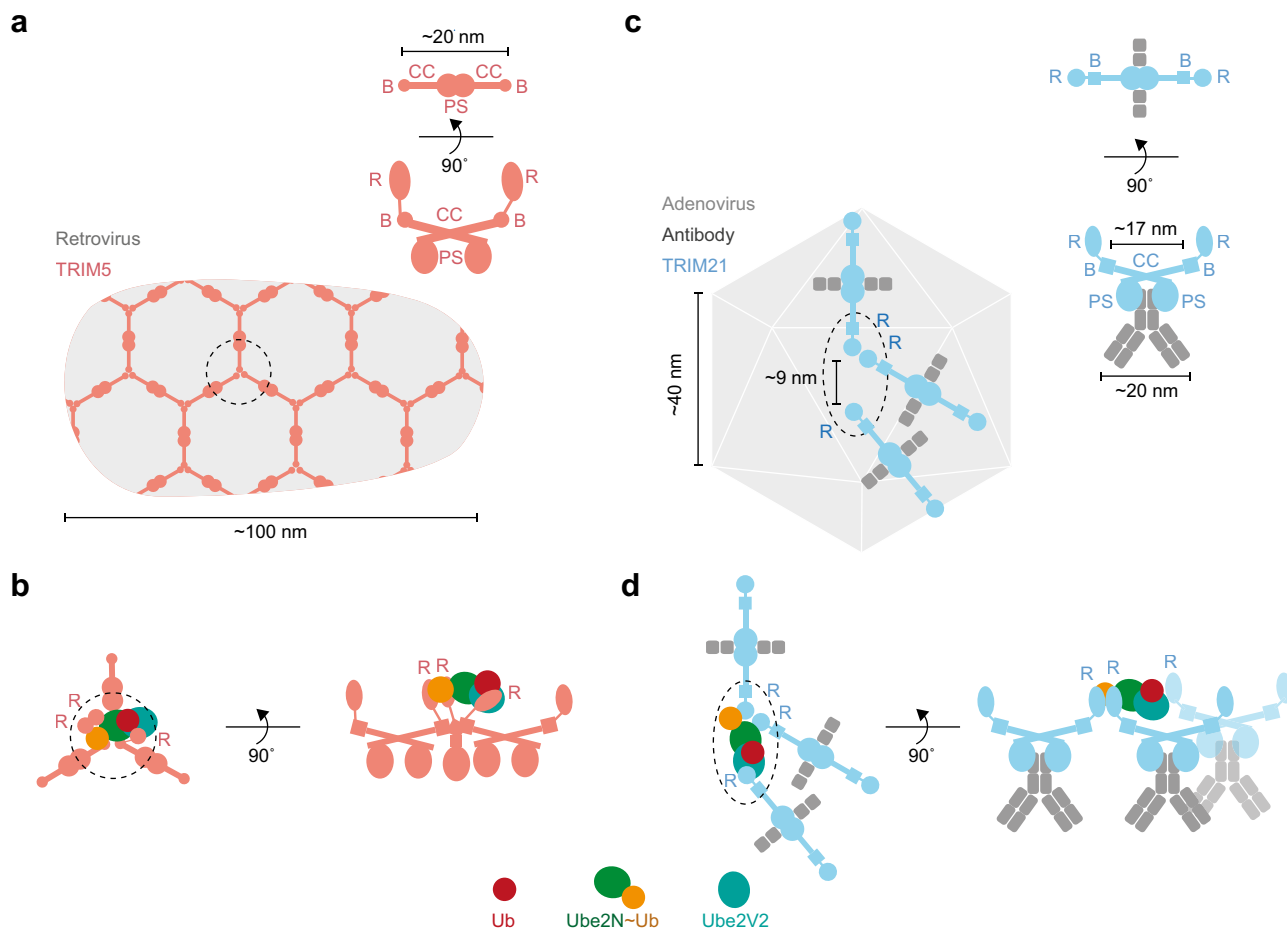 a
~20 nm
CC CC
B B
PS
90°
R R
CC
B B
PS
Retrovirus
TRIM5
~100 nm
c
B B
R R
90°
Adenovirus
Antibody
TRIM21
~17 nm
R R
CC
B B
PS PS
~20 nm
R
R
~9 nm
~40 nm
R
b
R
R
R
90°
R R
R
d
R
R
90°
R
R R
Ub
Ube2N~Ub
Ube2V2